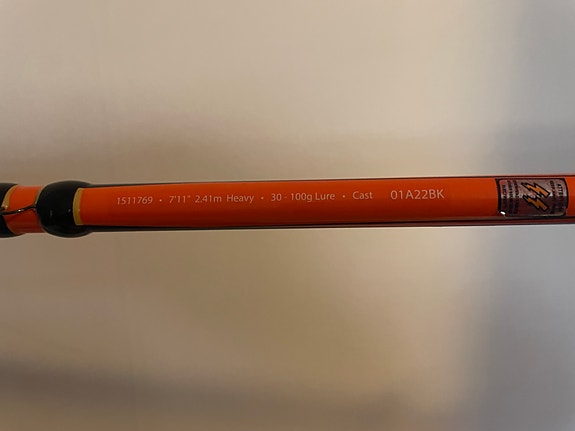 1511769 • 7'11" 2.41m Heavy • 30 - 100g Lure • Cast 01A22BK